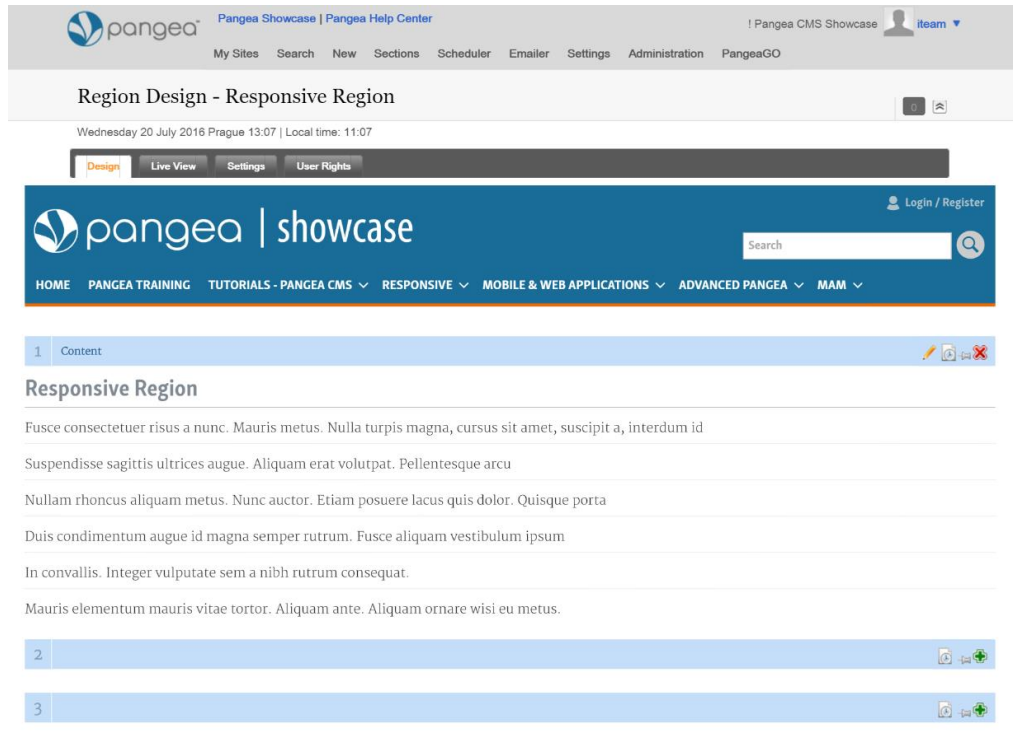 pangea
Pangea Showcase | Pangea Help Center
! Pangea CMS Showcase
iteam
My Sites Search New Sections Scheduler Emailer Settings Administration PangeaGO
Region Design - Responsive Region
0
Wednesday 20 July 2016 Prague 13:07 | Local time: 11:07
Design Live View Settings User Rights
Login / Register
pangea | showcase
Search
HOME PANGEA TRAINING TUTORIALS - PANGEA CMS RESPONSIVE MOBILE & WEB APPLICATIONS ADVANCED PANGEA MAM
1 Content
Responsive Region
Fusce consectetuer risus a nunc. Mauris metus. Nulla turpis magna, cursus sit amet, suscipit a, interdum id
Suspendisse sagittis ultrices augue. Aliquam erat volutpat. Pellentesque arcu
Nullam rhoncus aliquam metus. Nunc auctor. Etiam posuere lacus quis dolor. Quisque porta
Duis condimentum augue id magna semper rutrum. Fusce aliquam vestibulum ipsum
In convallis. Integer vulputate sem a nibh rutrum consequat.
Mauris elementum mauris vitae tortor. Aliquam ante. Aliquam ornare wisi eu metus.
2
3